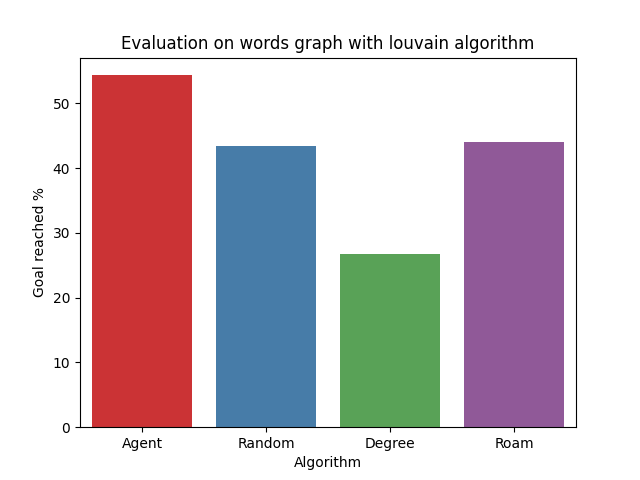 Evaluation on words graph with louvain algorithm
Goal reached %
50
40
30
20
10
0
Agent Random Degree Roam
Algorithm